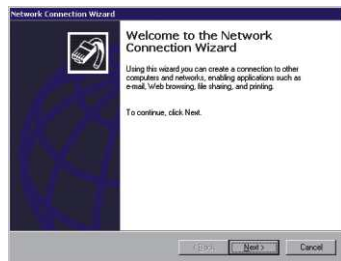 Network Connection Wizard
Welcome to the Network
Connection Wizard
Using this wizard you can create a connection to other
computers and networks, enabling applications such as
e-mail, Web browsing, file sharing, and printing.
To continue, click Next.
< Back
Next >
Cancel